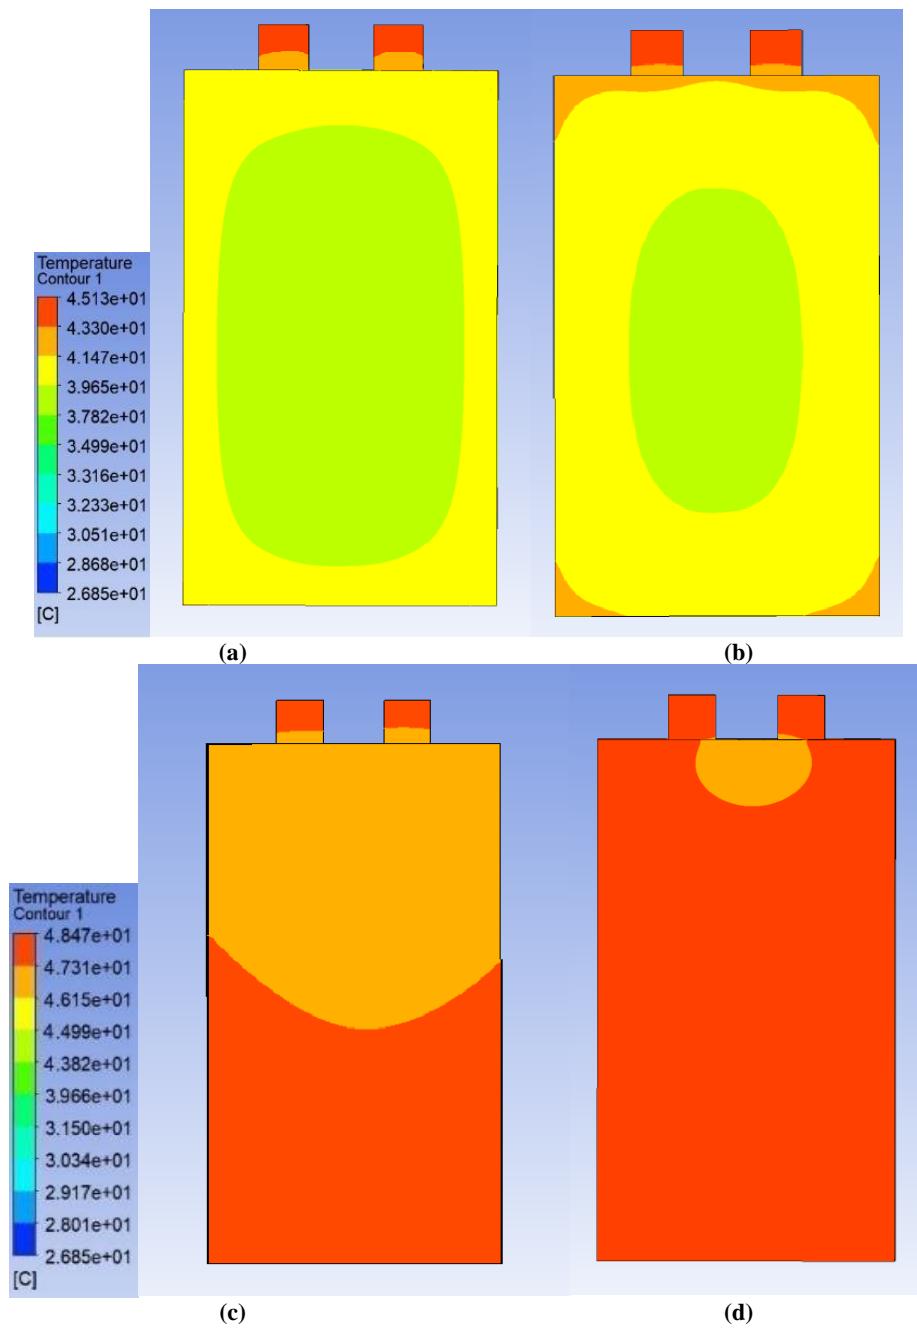 Temperature
Contour 1
4.513e+01
4.330e+01
4.147e+01
3.965e+01
3.782e+01
3.499e+01
3.316e+01
3.233e+01
3.051e+01
2.868e+01
2.685e+01
[C]
(a)
(b)
Temperature
Contour 1
4.847e+01
4.731e+01
4.615e+01
4.499e+01
4.382e+01
3.966e+01
3.150e+01
3.034e+01
2.917e+01
2.801e+01
2.685e+01
[C]
(c)
(d)